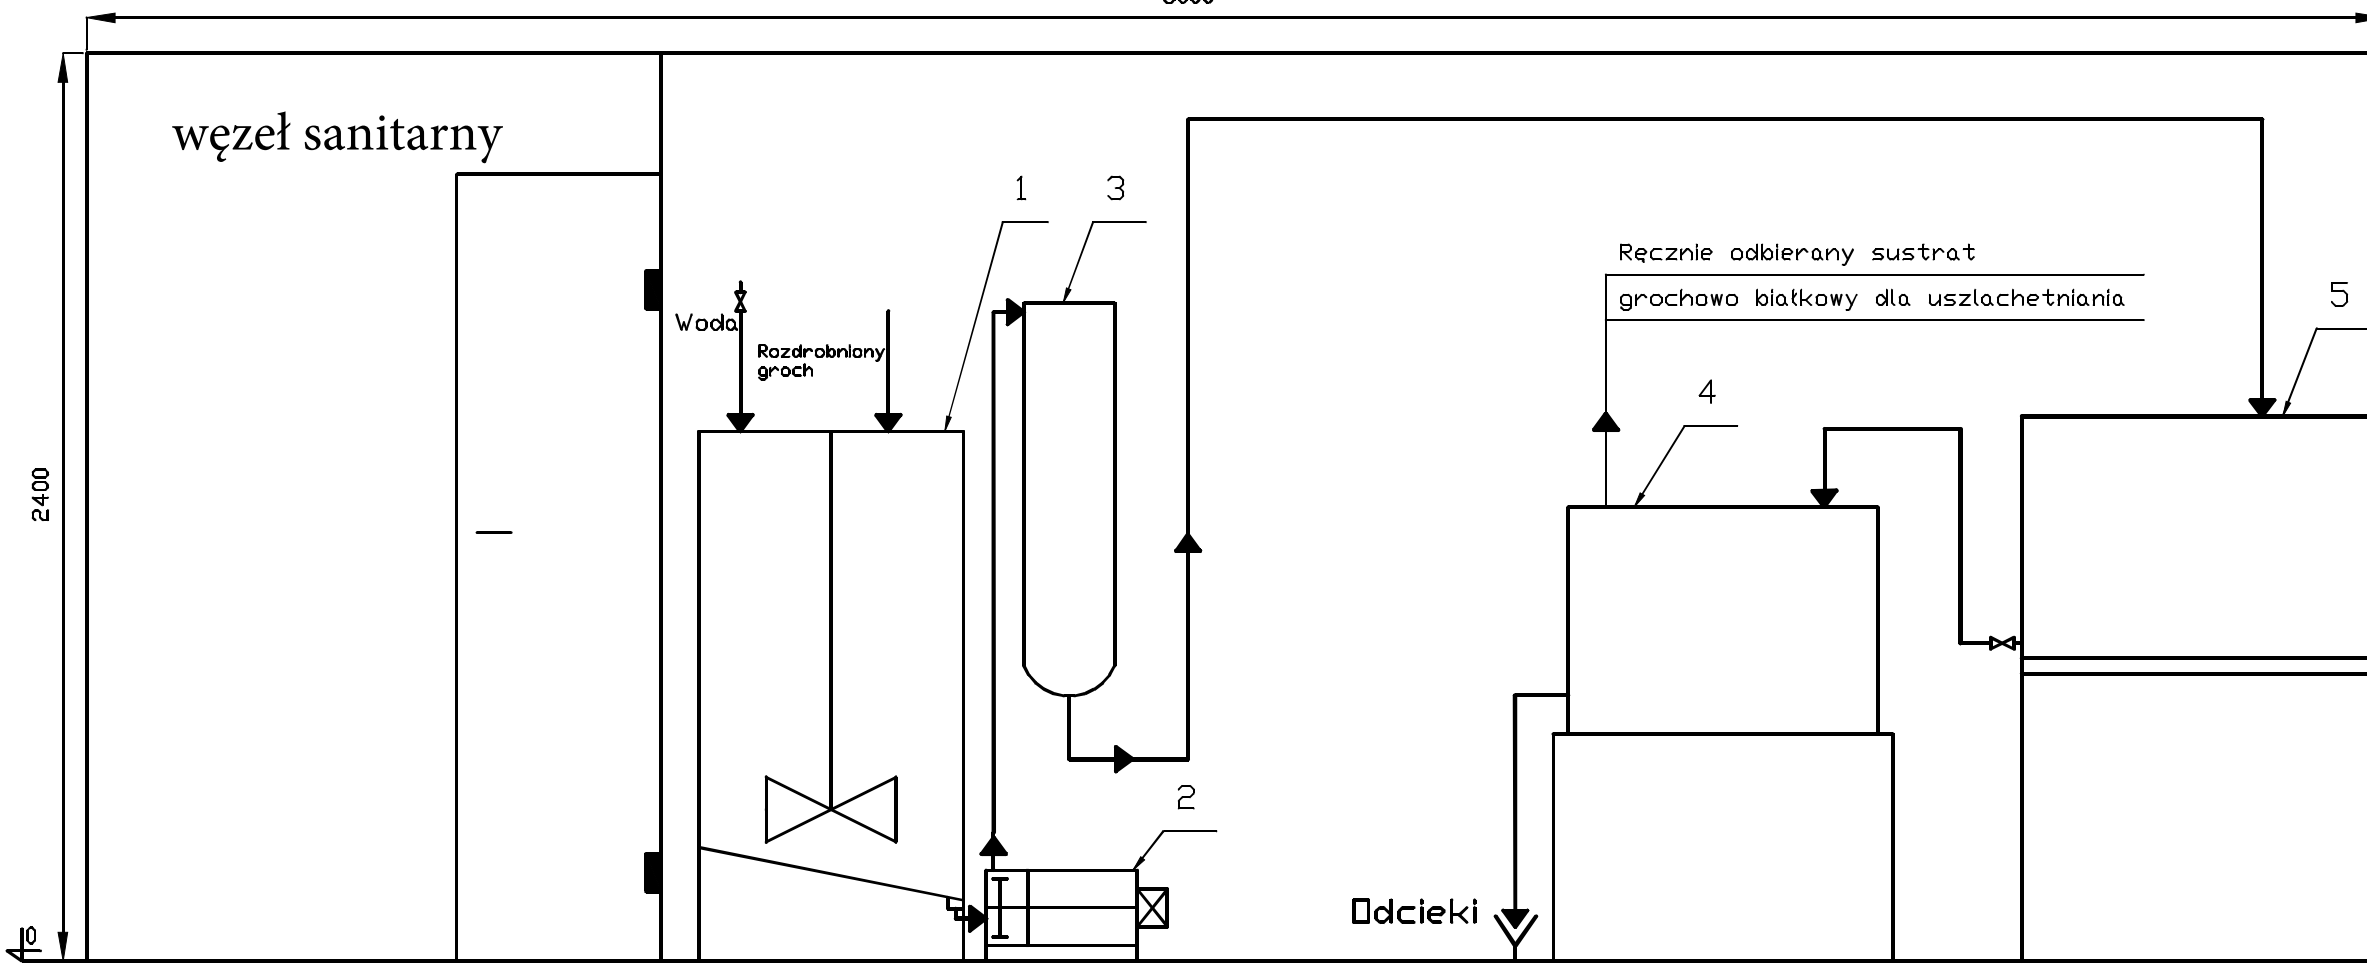 węzeł sanitarny
1
3
Ręcznie odbierany sustrat
grochowo białkowy dla uszlachetniania
5
Woda
Rozdrobniony
groch
4
2400
2
Odcieki
0